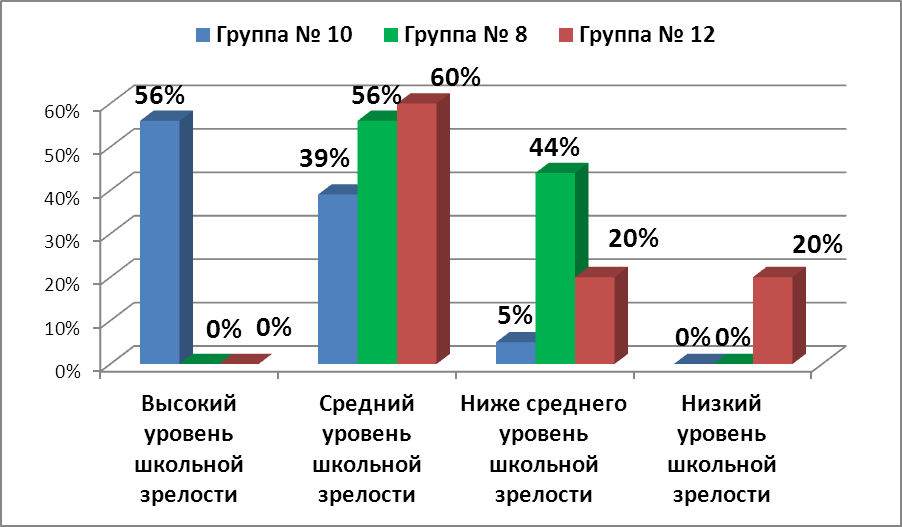 Группа № 10 Группа № 8 Группа № 12
60%
50%
40%
30%
20%
10%
0%
56%
0%
0%
39%
56%
60%
5%
44%
20%
0%
0%
20%
Высокий
уровень
школьной
зрелости
Средний
уровень
школьной
зрелости
Ниже среднего
уровень
школьной
зрелости
Низкий
уровень
школьной
зрелости